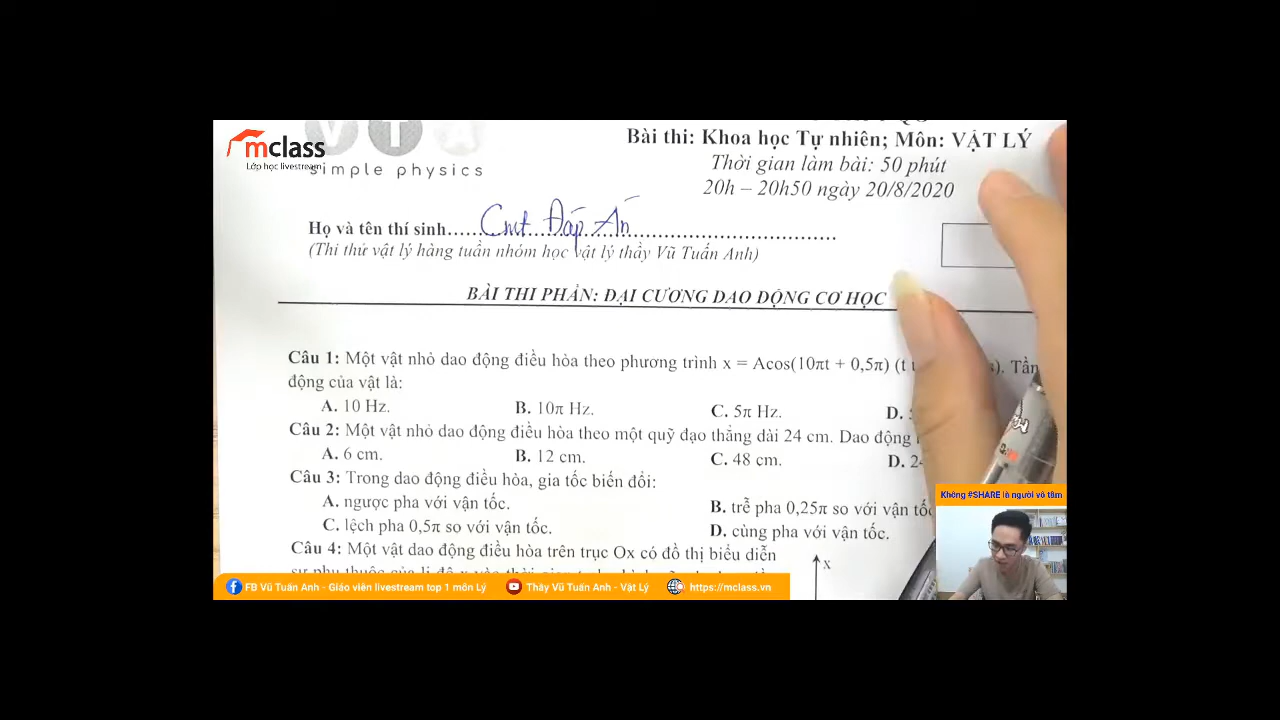 mclass
Lớp học livestream
simple physics
Bài thi: Khoa học Tự nhiên; Môn: VẬT LÝ
Thời gian làm bài: 50 phút
20h – 20h50 ngày 20/8/2020
Họ và tên thí sinh Cmt Đáp Án
(Thi thử vật lý hàng tuần nhóm học vật lý thầy Vũ Tuấn Anh)
BÀI THI PHẦN: ĐẠI CƯƠNG DAO ĐỘNG CƠ HỌC
Câu 1: Một vật nhỏ dao động điều hòa theo phương trình x = Acos(10πt + 0,5π) (t Tần
động của vật là:
A. 10 Hz. B. 10π Hz. C. 5π Hz. D.
Câu 2: Một vật nhỏ dao động điều hòa theo một quỹ đạo thẳng dài 24 cm. Dao động
A. 6 cm. B. 12 cm. C. 48 cm. D.
Câu 3: Trong dao động điều hòa, gia tốc biến đổi:
A. ngược pha với vận tốc. B. trễ pha 0,25π so với vận tốc
C. lệch pha 0,5π so với vận tốc. D. cùng pha với vận tốc.
Câu 4: Một vật dao động điều hòa trên trục Ox có đồ thị biểu diễn
x
Không #SHARE là người vô tâm
FB Vũ Tuấn Anh - Giáo viên livestream top 1 môn Lý Thầy Vũ Tuấn Anh - Vật Lý https://mclass.vn